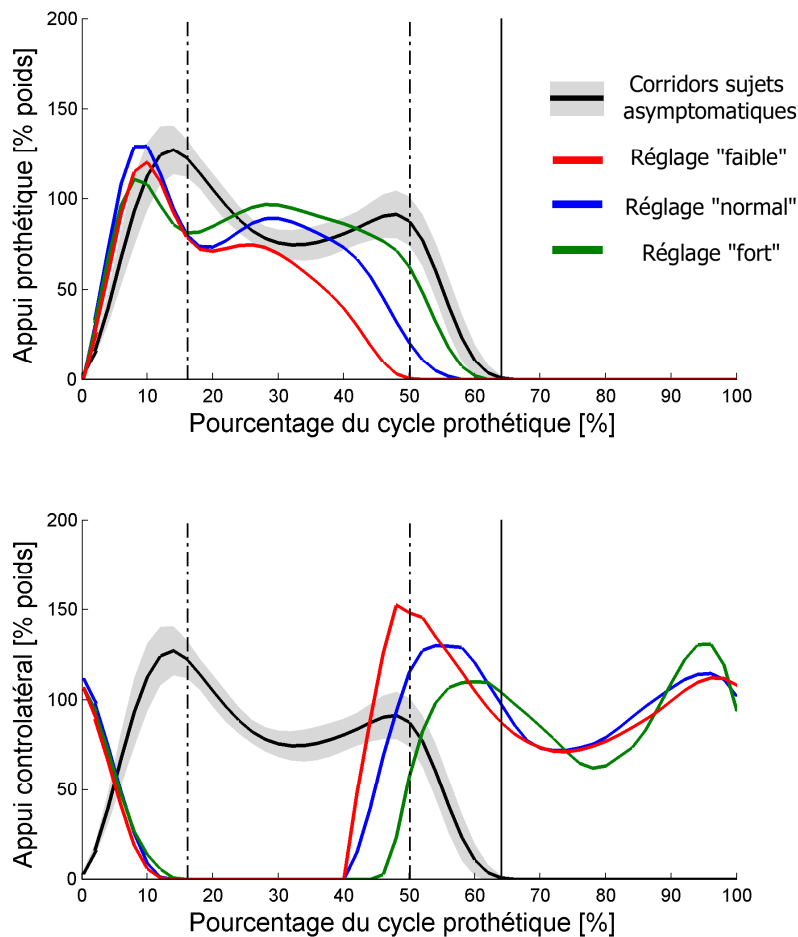 200
150
100
50
0
Appui prothétique [% poids]
0 10 20 30 40 50 60 70 80 90 100
Pourcentage du cycle prothétique [%]
Corridors sujets
asymptomatiques
Réglage "faible"
Réglage "normal"
Réglage "fort"
200
150
100
50
0
Appui controlatéral [% poids]
0 10 20 30 40 50 60 70 80 90 100
Pourcentage du cycle prothétique [%]